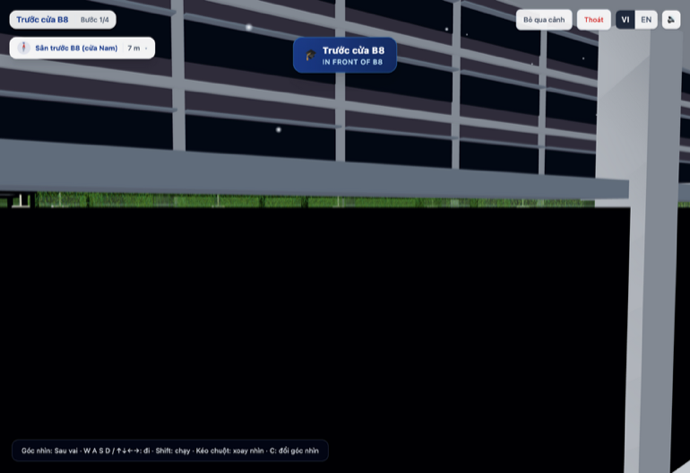 Trước cửa B8 Bước 1/4
Bỏ qua cảnh Thoát VI EN
Sân trước B8 (cửa Nam) 7 m
Trước cửa B8
IN FRONT OF B8
Góc nhìn: Sau vai · W A S D / ↑↓←→: đi · Shift: chạy · Kéo chuột: xoay nhìn · C: đổi góc nhìn